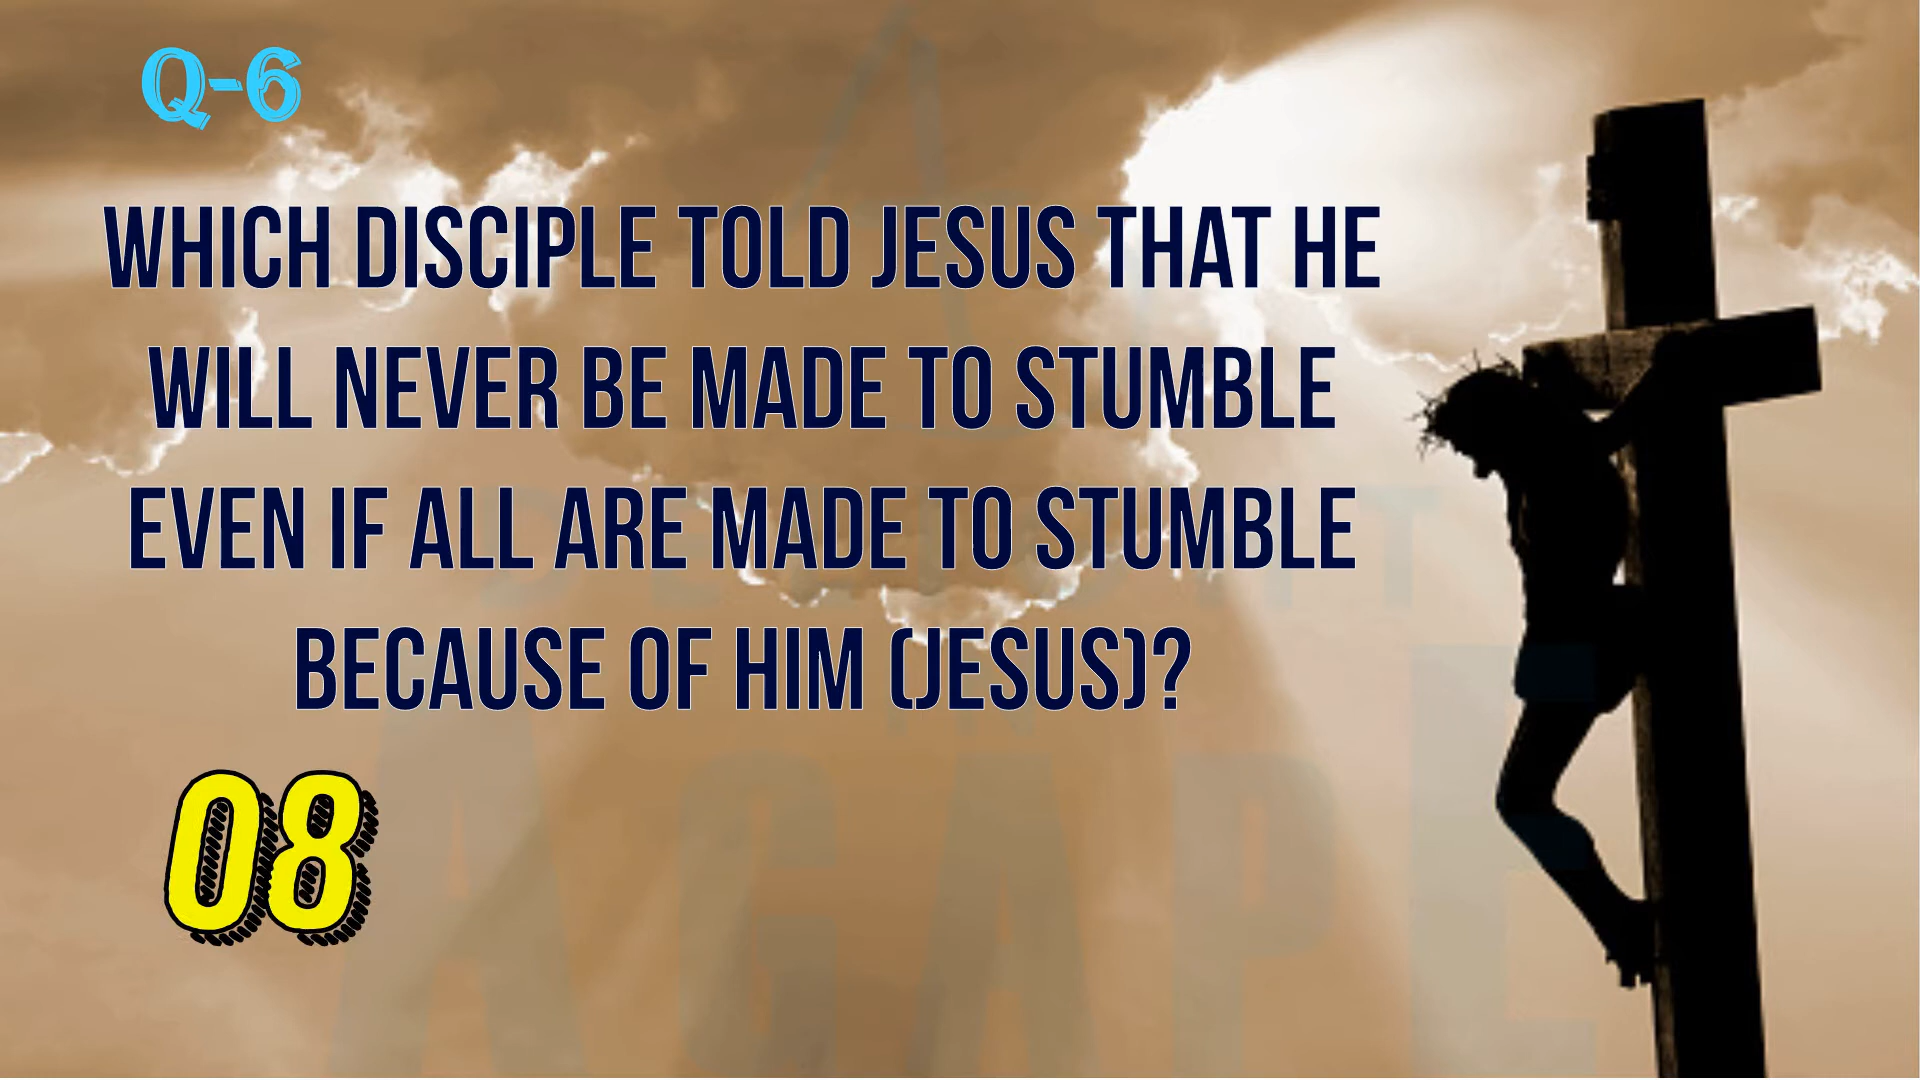 Q-6
WHICH DISCIPLE TOLD JESUS THAT HE
WILL NEVER BE MADE TO STUMBLE
EVEN IF ALL ARE MADE TO STUMBLE
BECAUSE OF HIM (JESUS)?
08
AGAPE